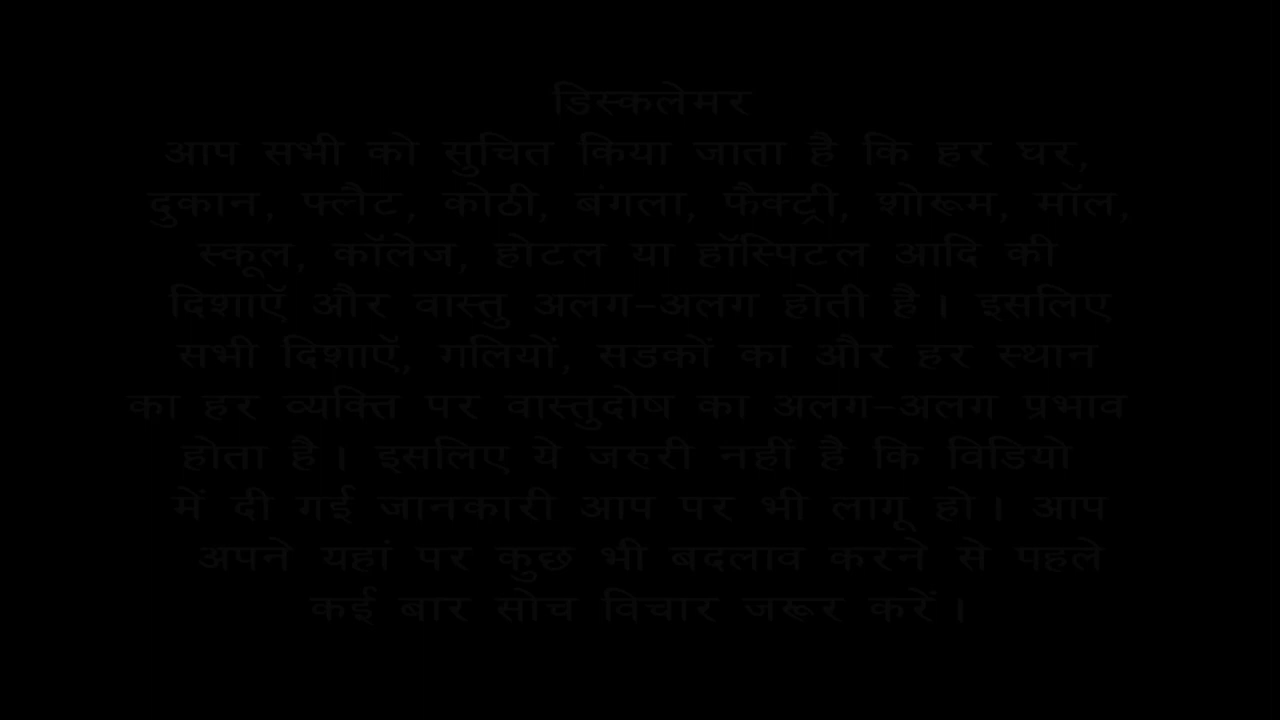 डिस्कलेमर
आप सभी को सुचित किया जाता है कि हर घर,
दुकान, फ्लैट, कोठी, बंगला, फैक्ट्री, शोरूम, मॉल,
स्कूल, कॉलेज, होटल या हॉस्पिटल आदि की
दिशाऍ और वास्तु अलग–अलग होती है। इसलिए
सभी दिशाऍ, गलियों, सडकों का और हर स्थान
का हर व्यक्ति पर वास्तुदोष का अलग–अलग प्रभाव
होता है। इसलिए ये जरुरी नहीं है कि विडियो
में दी गई जानकारी आप पर भी लागू हो। आप
अपने यहां पर कुछ भी बदलाव करने से पहले
कई बार सोच विचार जरूर करें।